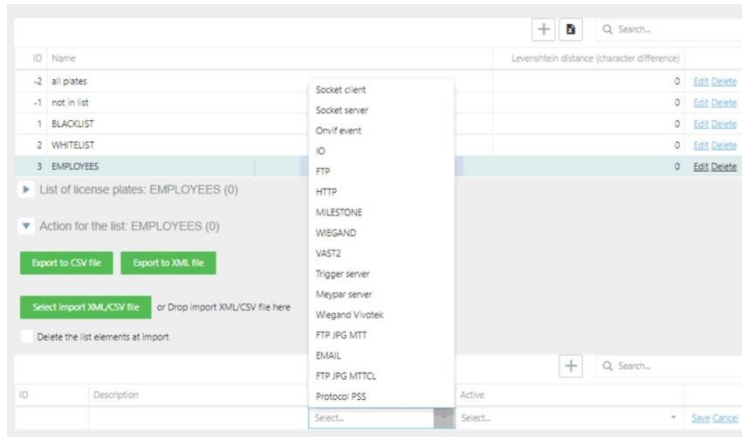 Search...
ID Name Levenshtein distance (character difference)
-2 all plates 0 Edit Delete
-1 not in list 0 Edit Delete
1 BLACKLIST 0 Edit Delete
2 WHITELIST 0 Edit Delete
3 EMPLOYEES 0 Edit Delete
List of license plates: EMPLOYEES (0)
Action for the list: EMPLOYEES (0)
Export to CSV file Export to XML file
Select import XML/CSV file or Drop import XML/CSV file here
Delete the list elements at import
Socket client
Socket server
Onvif event
IO
FTP
HTTP
MILESTONE
WIEGAND
VAST2
Trigger server
Meypar server
Wiegand Vivotek
FTP JPG MTT
EMAIL
FTP JPG MTTCL
Protocol PSS
Search...
ID Description Active
Select... Select... Save Cancel